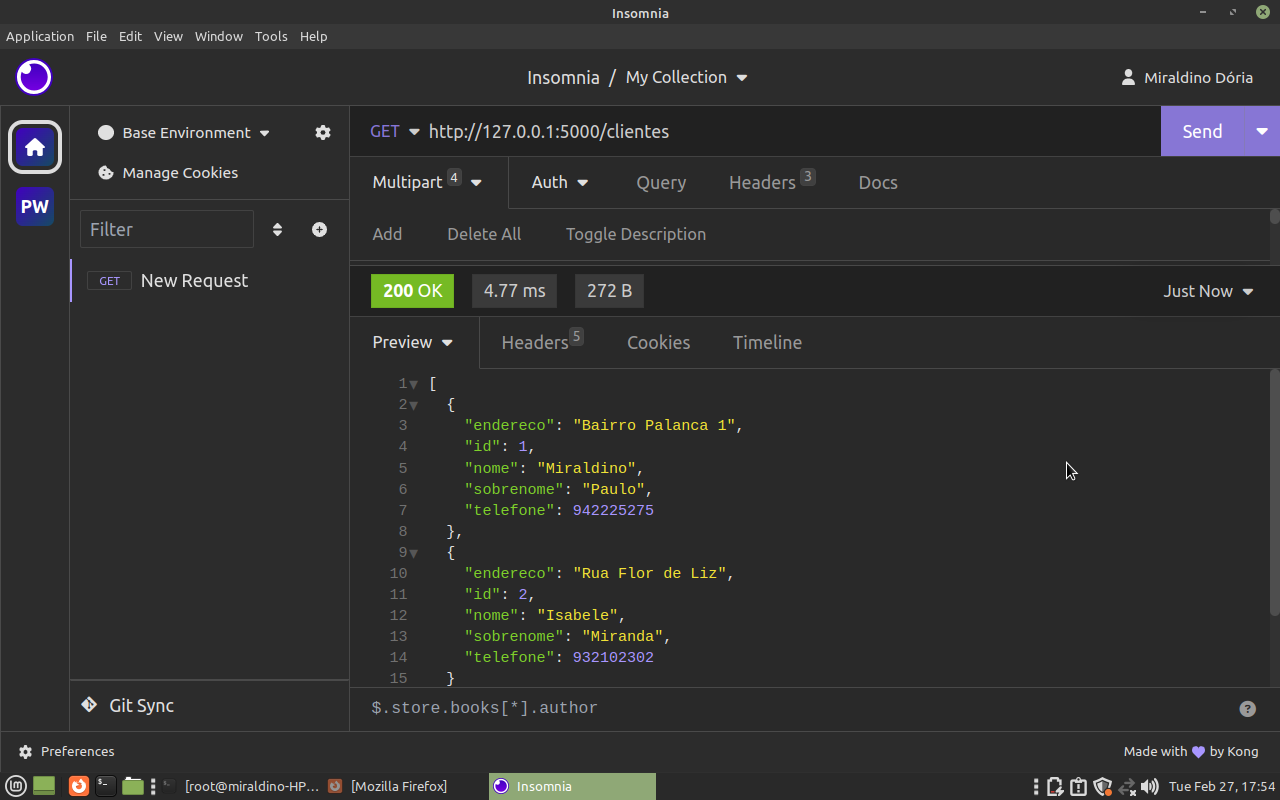 Insomnia
Application File Edit View Window Tools Help
Insomnia / My Collection
Miraldino Dória
Base Environment
Manage Cookies
PW
Filter
GET New Request
GET http://127.0.0.1:5000/clientes
Send
Multipart 4 Auth Query Headers 3 Docs
Add Delete All Toggle Description
200 OK 4.77 ms 272 B Just Now
Preview Headers 5 Cookies Timeline
1 [
2 {
3 "endereco": "Bairro Palanca 1",
4 "id": 1,
5 "nome": "Miraldino",
6 "sobrenome": "Paulo",
7 "telefone": 942225275
8 },
9 {
10 "endereco": "Rua Flor de Liz",
11 "id": 2,
12 "nome": "Isabele",
13 "sobrenome": "Miranda",
14 "telefone": 932102302
15 }
$.store.books[*].author
?
Git Sync
Preferences
Made with 💜 by Kong
[root@miraldino-HP... [Mozilla Firefox] Insomnia Tue Feb 27, 17:54